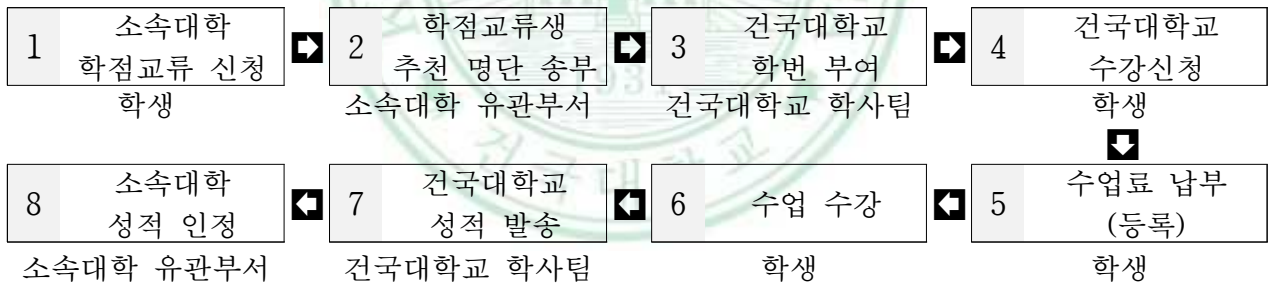 1 소속대학
학점교류 신청
학생
2 학점교류생
추천 명단 송부
소속대학 유관부서
3 건국대학교
학번 부여
건국대학교 학사팀
4 건국대학교
수강신청
학생
5 수업료 납부
(등록)
학생
6 수업 수강
학생
7 건국대학교
성적 발송
건국대학교 학사팀
8 소속대학
성적 인정
소속대학 유관부서
1931
건국대학교